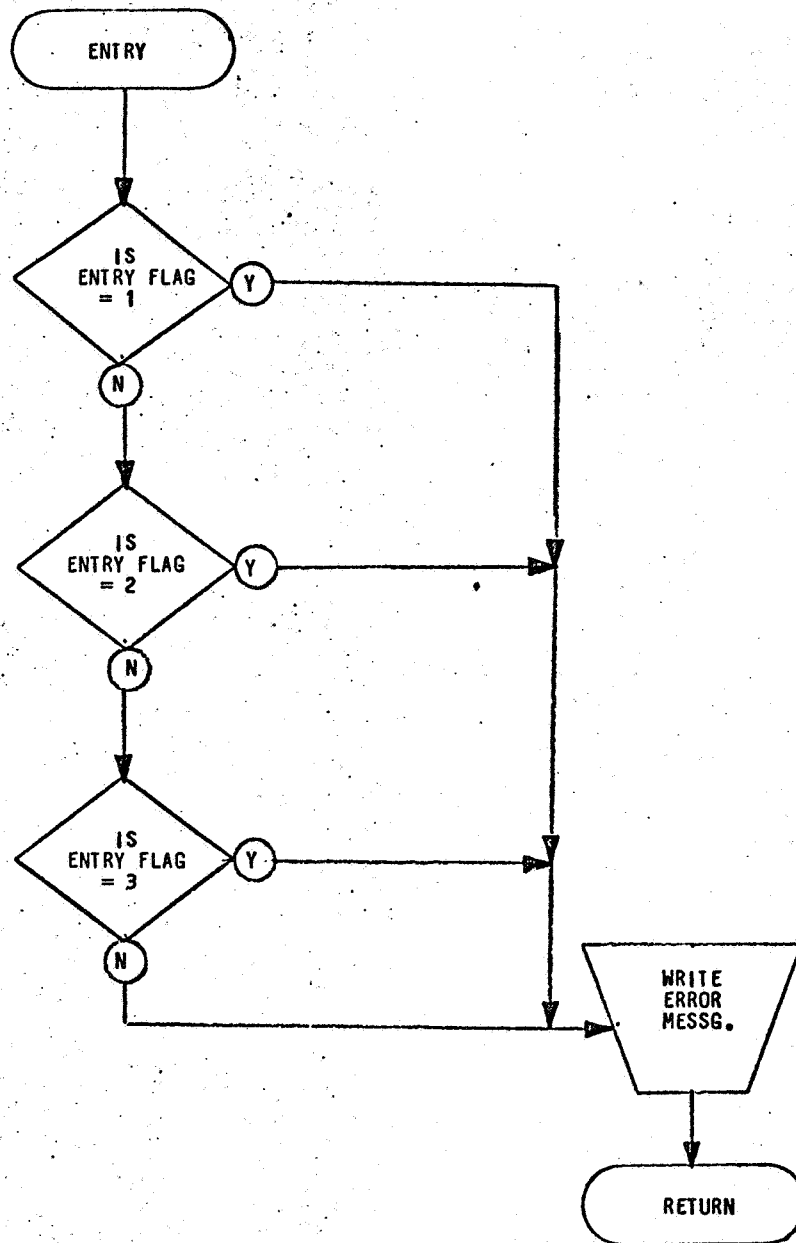 ENTRY
IS
ENTRY FLAG
= 1
Y
N
IS
ENTRY FLAG
= 2
Y
N
IS
ENTRY FLAG
= 3
Y
N
WRITE
ERROR
MESSG.
RETURN